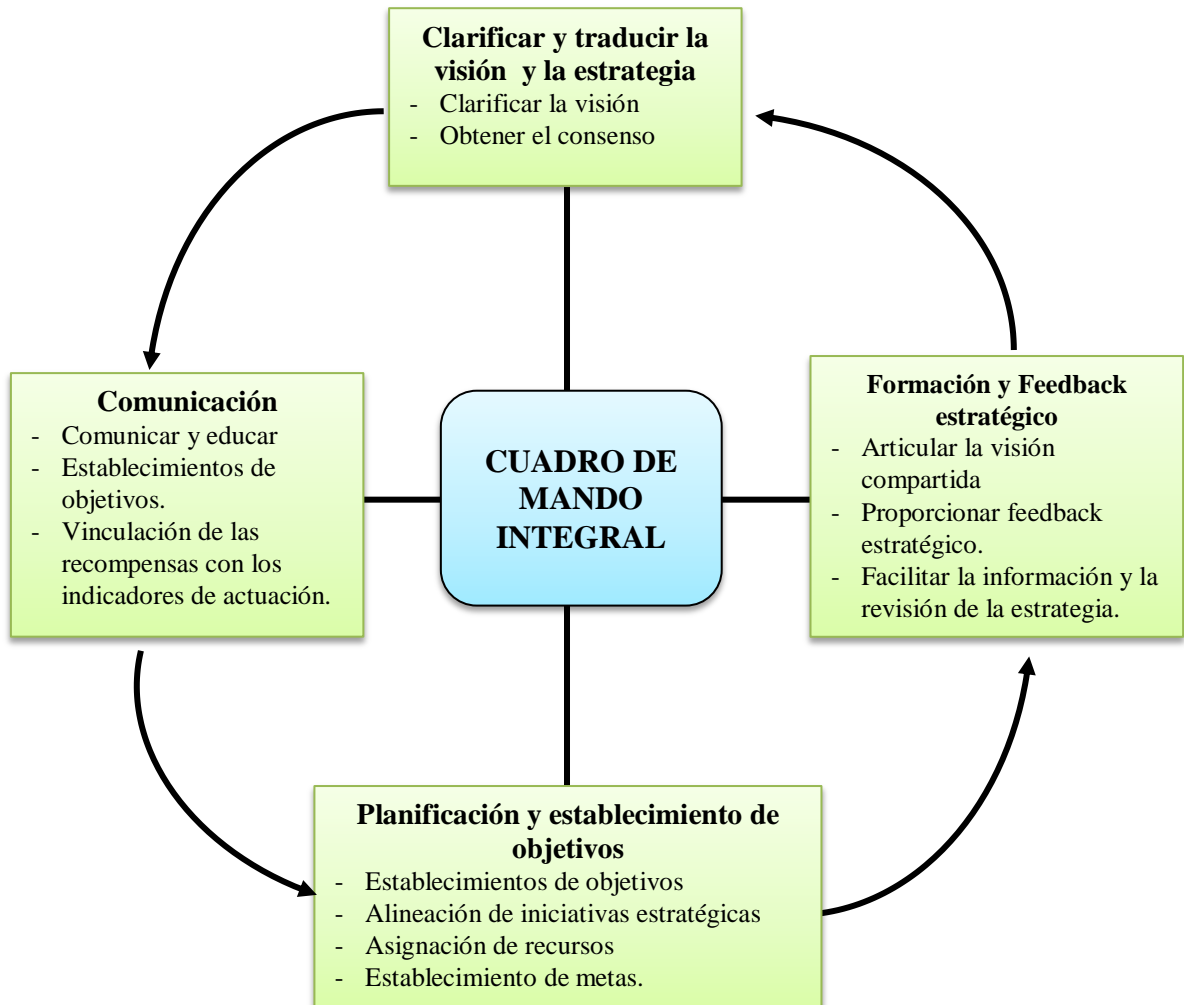 Clarificar y traducir la
visión y la estrategia
- Clarificar la visión
- Obtener el consenso
Comunicación
- Comunicar y educar
- Establecimientos de
objetivos.
- Vinculación de las
recompensas con los
indicadores de actuación.
CUADRO DE
MANDO
INTEGRAL
Formación y Feedback
estratégico
- Articular la visión
compartida
- Proporcionar feedback
estratégico.
- Facilitar la información y la
revisión de la estrategia.
Planificación y establecimiento de
objetivos
- Establecimientos de objetivos
- Alineación de iniciativas estratégicas
- Asignación de recursos
- Establecimiento de metas.